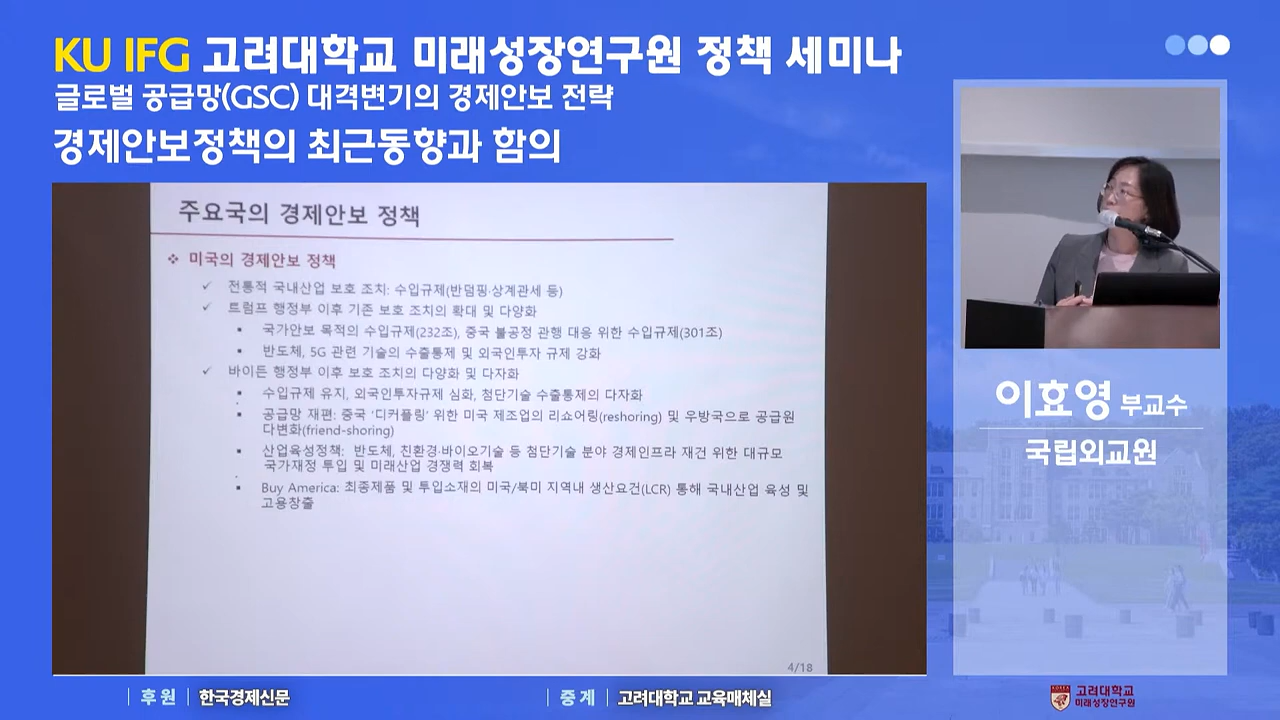 KU IFG 고려대학교 미래성장연구원 정책 세미나
글로벌 공급망(GSC) 대격변기의 경제안보 전략
경제안보정책의 최근동향과 함의
주요국의 경제안보 정책
❖ 미국의 경제안보 정책
✓ 전통적 국내산업 보호 조치: 수입규제(반덤핑·상계관세 등)
✓ 트럼프 행정부 이후 기존 보호 조치의 확대 및 다양화
▪ 국가안보 목적의 수입규제(232조), 중국 불공정 관행 대응 위한 수입규제(301조)
▪ 반도체, 5G 관련 기술의 수출통제 및 외국인투자 규제 강화
✓ 바이든 행정부 이후 보호 조치의 다양화 및 다자화
▪ 수입규제 유지, 외국인투자규제 심화, 첨단기술 수출통제의 다자화
▪ 공급망 재편: 중국 '디커플링' 위한 미국 제조업의 리쇼어링(reshoring) 및 우방국으로 공급원
다변화(friend-shoring)
▪ 산업육성정책: 반도체, 친환경·바이오기술 등 첨단기술 분야 경제인프라 재건 위한 대규모
국가재정 투입 및 미래산업 경쟁력 회복
▪ Buy America: 최종제품 및 투입소재의 미국/북미 지역내 생산요건(LCR) 통해 국내산업 육성 및
고용창출
4/18
이효영 부교수
국립외교원
후원 한국경제신문
중계 고려대학교 교육매체실
고려대학교
미래성장연구원